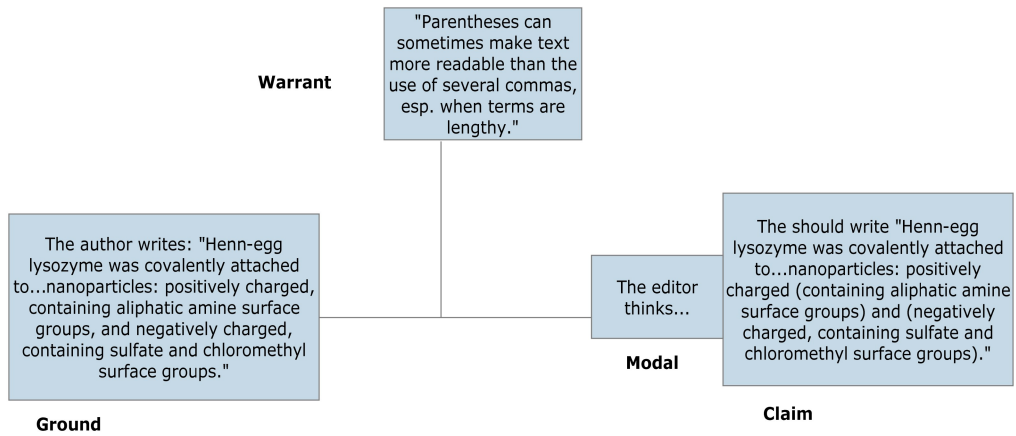 "Parentheses can
sometimes make text
more readable than the
use of several commas,
esp. when terms are
lengthy."
Warrant
The author writes: "Henn-egg
lysozyme was covalently attached
to...nanoparticles: positively charged,
containing aliphatic amine surface
groups, and negatively charged,
containing sulfate and chloromethyl
surface groups."
Ground
The editor
thinks...
Modal
The should write "Henn-egg
lysozyme was covalently attached
to...nanoparticles: positively
charged (containing aliphatic amine
surface groups) and (negatively
charged, containing sulfate and
chloromethyl surface groups)."
Claim